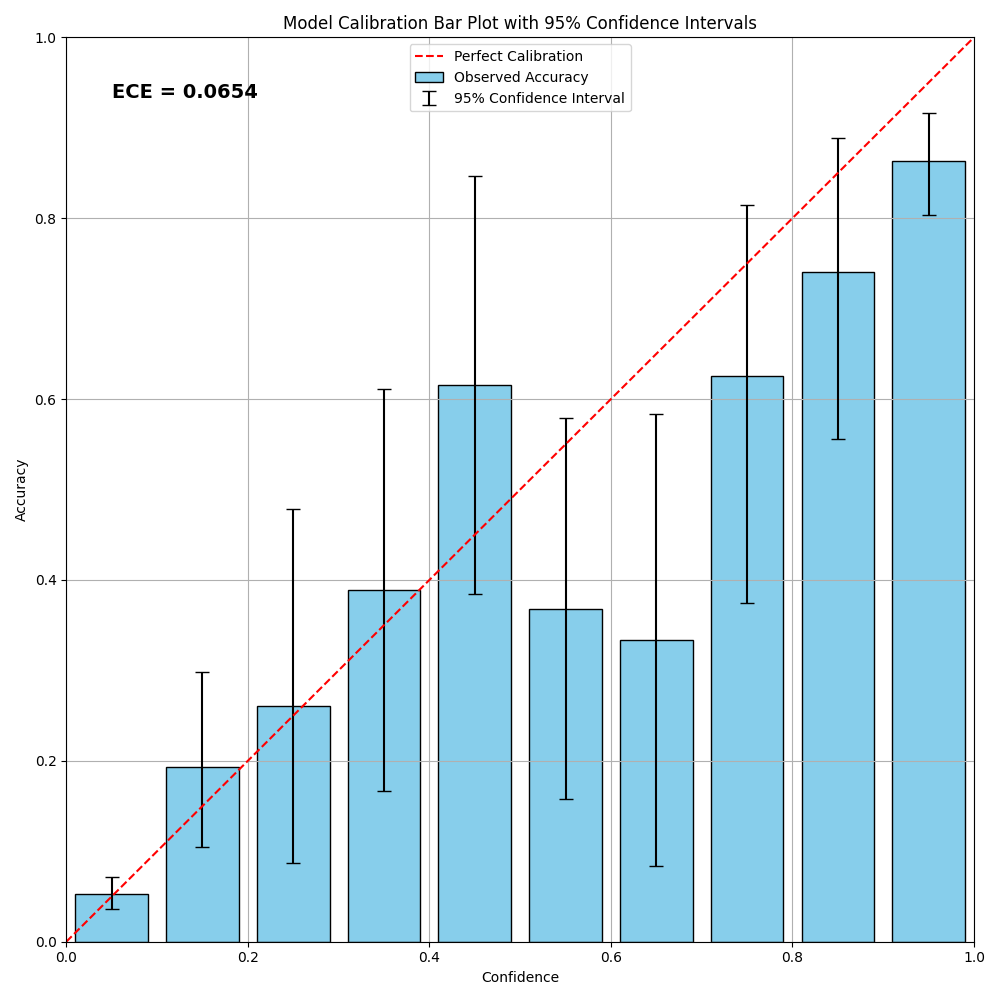 Model Calibration Bar Plot with 95% Confidence Intervals
ECE = 0.0654
Perfect Calibration
Observed Accuracy
95% Confidence Interval
Accuracy
1.0
0.8
0.6
0.4
0.2
0.0
0.0 0.2 0.4 0.6 0.8 1.0
Confidence